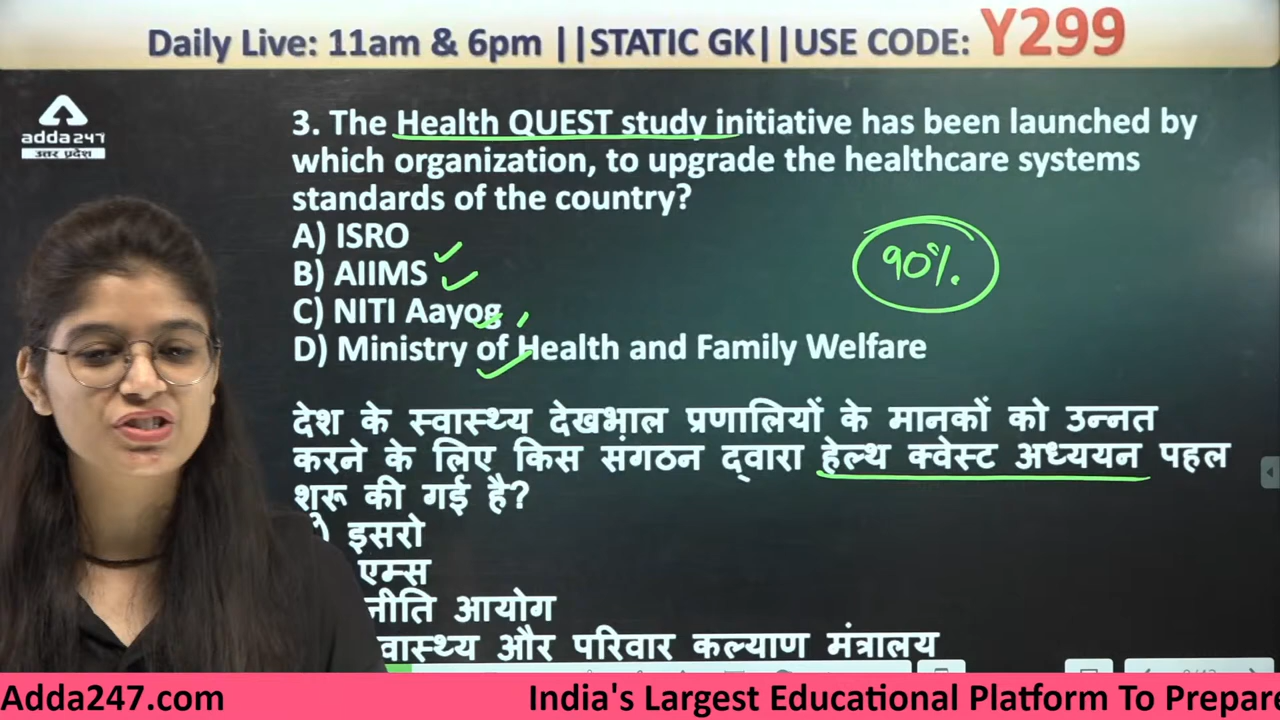 Daily Live: 11am & 6pm ||STATIC GK||USE CODE: Y299
adda247
उत्तर प्रदेश
3. The Health QUEST study initiative has been launched by
which organization, to upgrade the healthcare systems
standards of the country?
A) ISRO
B) AIIMS
C) NITI Aayog
D) Ministry of Health and Family Welfare
90%.
देश के स्वास्थ्य देखभाल प्रणालियों के मानकों को उन्नत
करने के लिए किस संगठन द्वारा हेल्थ क्वेस्ट अध्ययन पहल
शुरू की गई है?
) इसरो
एम्स
नीति आयोग
वास्थ्य और परिवार कल्याण मंत्रालय
Adda247.com India's Largest Educational Platform To Prepare